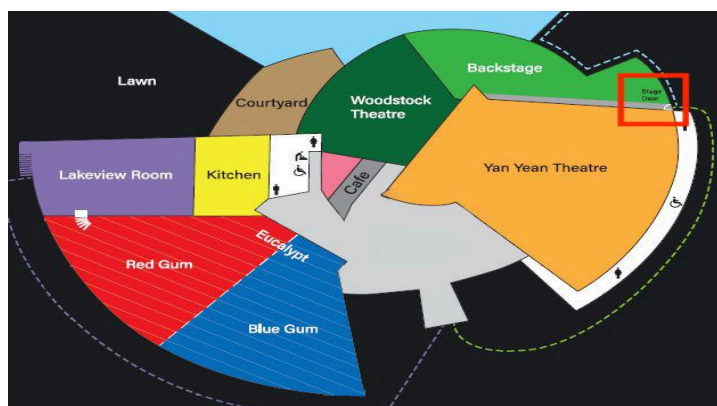 Lawn
Courtyard
Backstage
Stage
Door
Woodstock
Theatre
Yan Yean Theatre
Lakeview Room
Kitchen
Cafe
Eucalypt
Red Gum
Blue Gum